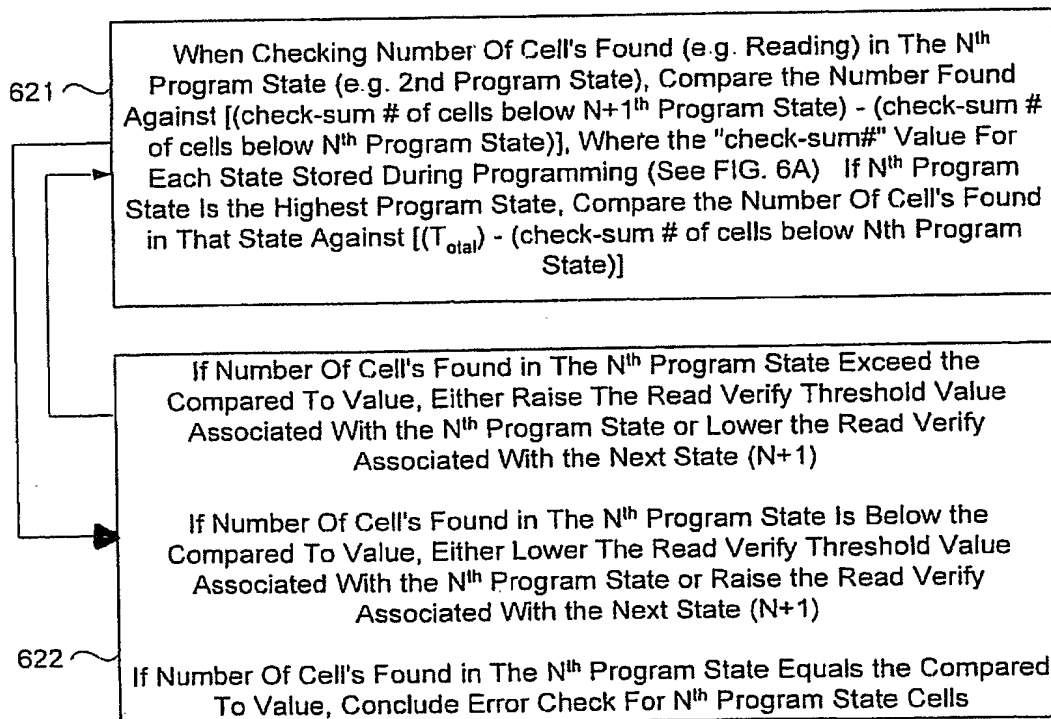 When Checking Number Of Cell's Found (e.g. Reading) in The Nth
Program State (e.g. 2nd Program State), Compare the Number Found
Against [(check-sum # of cells below N+1th Program State) - (check-sum #
of cells below Nth Program State)], Where the "check-sum#" Value For
Each State Stored During Programming (See FIG. 6A) If Nth Program
State Is the Highest Program State, Compare the Number Of Cell's Found
in That State Against [(Total) - (check-sum # of cells below Nth Program
State)]
621
If Number Of Cell's Found in The Nth Program State Exceed the
Compared To Value, Either Raise The Read Verify Threshold Value
Associated With the Nth Program State or Lower the Read Verify
Associated With the Next State (N+1)
If Number Of Cell's Found in The Nth Program State Is Below the
Compared To Value, Either Lower The Read Verify Threshold Value
Associated With the Nth Program State or Raise the Read Verify
Associated With the Next State (N+1)
622
If Number Of Cell's Found in The Nth Program State Equals the Compared
To Value, Conclude Error Check For Nth Program State Cells